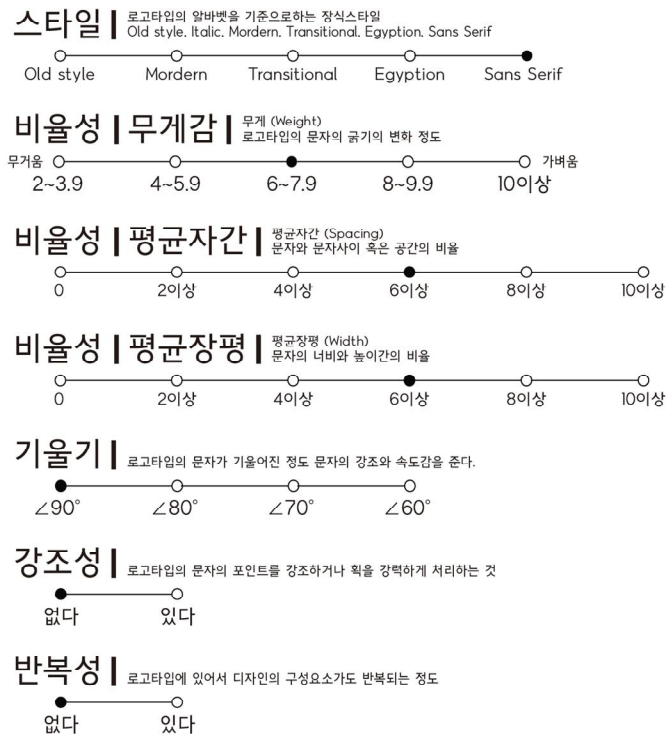 스타일 | 로고타입의 알바벳을 기준으로하는 장식스타일
Old style. Italic. Mordern. Transitional. Egyption. Sans Serif
Old style Mordern Transitional Egyption Sans Serif
비율성 | 무게감 | 무게 (Weight)
로고타입의 문자의 굵기의 변화 정도
무거움 가벼움
2~3.9 4~5.9 6~7.9 8~9.9 10이상
비율성 | 평균자간 | 평균자간 (Spacing)
문자와 문자사이 혹은 공간의 비율
0 2이상 4이상 6이상 8이상 10이상
비율성 | 평균장평 | 평균장평 (Width)
문자의 너비와 높이간의 비율
0 2이상 4이상 6이상 8이상 10이상
기울기 | 로고타입의 문자가 기울어진 정도 문자의 강조와 속도감을 준다.
∠90° ∠80° ∠70° ∠60°
강조성 | 로고타입의 문자의 포인트를 강조하거나 획을 강력하게 처리하는 것
없다 있다
반복성 | 로고타입에 있어서 디자인의 구성요소가도 반복되는 정도
없다 있다